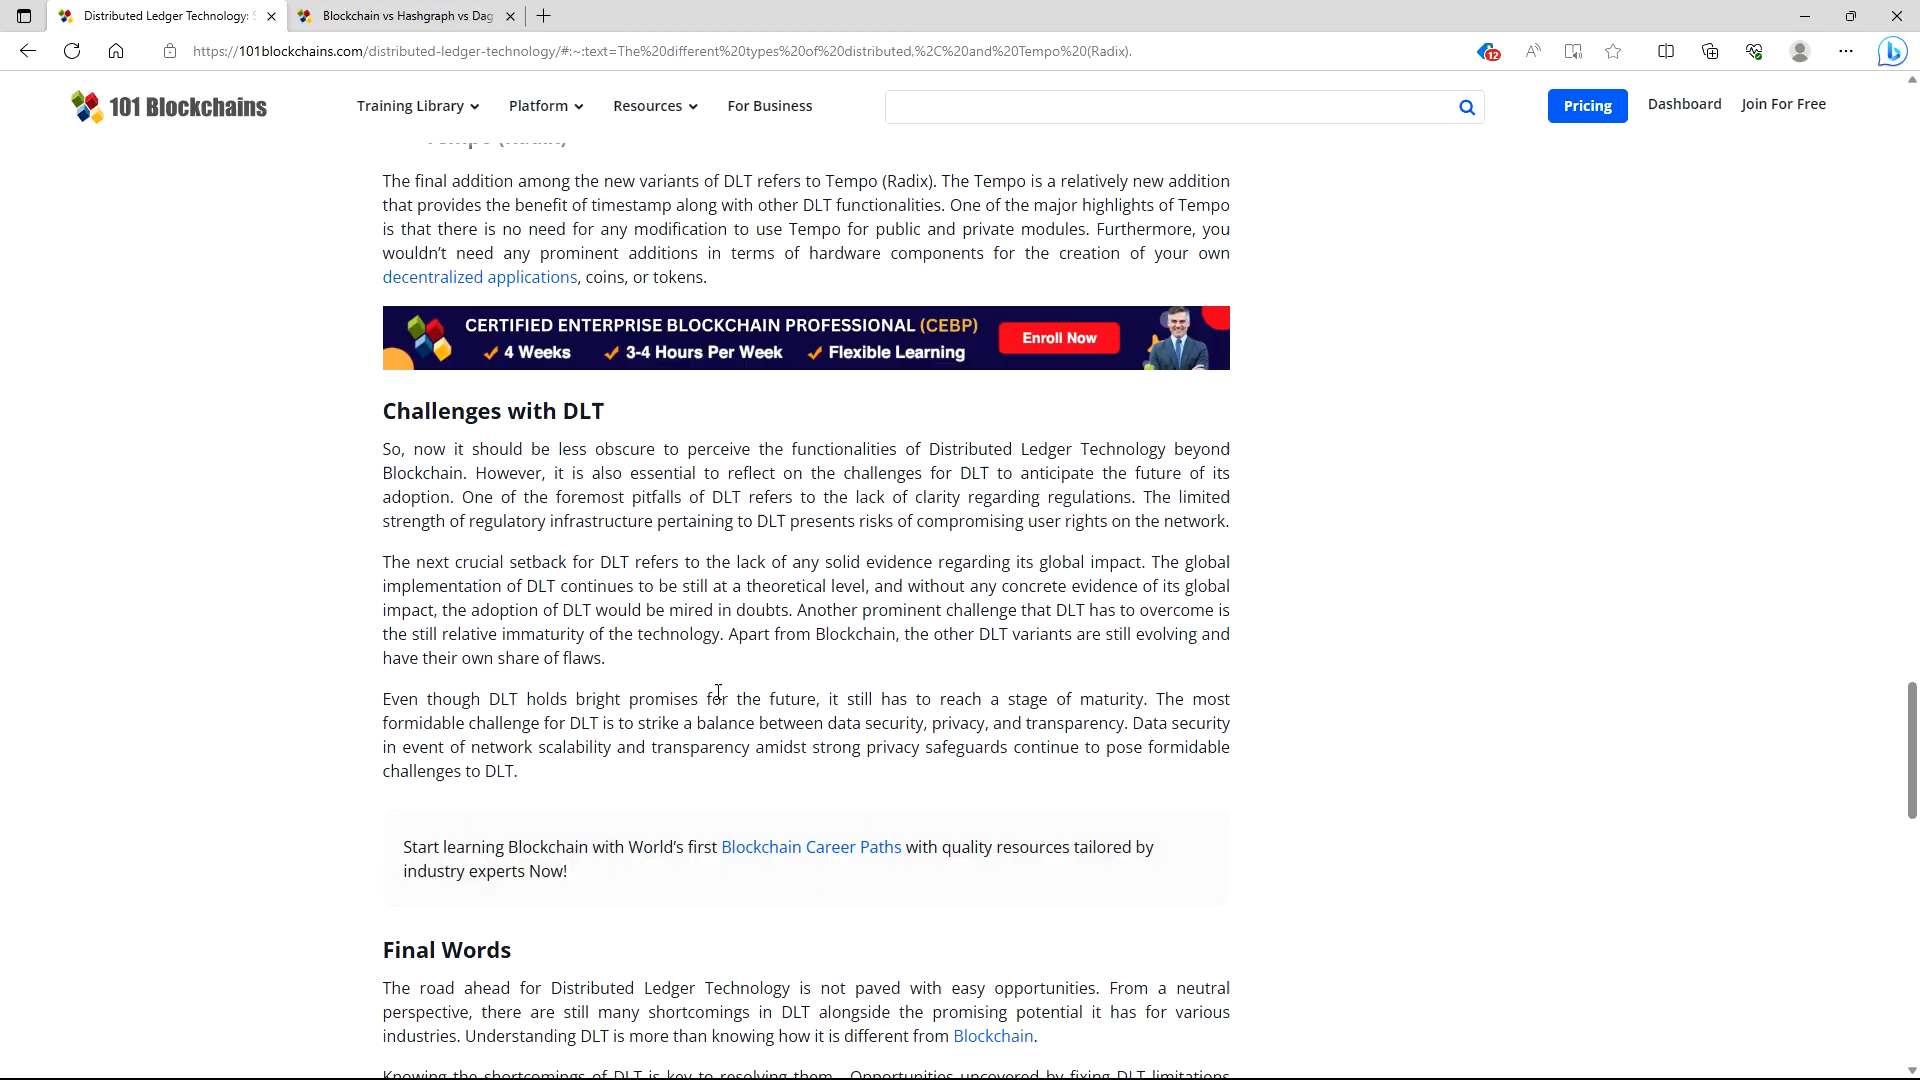 Distributed Ledger Technology: S
Blockchain vs Hashgraph vs Dag
https://101blockchains.com/distributed-ledger-technology/#:~:text=The%20different%20types%20of%20distributed,%2C%20and%20Tempo%20(Radix).
12
101 Blockchains
Training Library
Platform
Resources
For Business
Pricing
Dashboard
Join For Free
Tempo (Radix)
The final addition among the new variants of DLT refers to Tempo (Radix). The Tempo is a relatively new addition
that provides the benefit of timestamp along with other DLT functionalities. One of the major highlights of Tempo
is that there is no need for any modification to use Tempo for public and private modules. Furthermore, you
wouldn’t need any prominent additions in terms of hardware components for the creation of your own
decentralized applications, coins, or tokens.
CERTIFIED ENTERPRISE BLOCKCHAIN PROFESSIONAL (CEBP)
4 Weeks
3-4 Hours Per Week
Flexible Learning
Enroll Now
Challenges with DLT
So, now it should be less obscure to perceive the functionalities of Distributed Ledger Technology beyond
Blockchain. However, it is also essential to reflect on the challenges for DLT to anticipate the future of its
adoption. One of the foremost pitfalls of DLT refers to the lack of clarity regarding regulations. The limited
strength of regulatory infrastructure pertaining to DLT presents risks of compromising user rights on the network.
The next crucial setback for DLT refers to the lack of any solid evidence regarding its global impact. The global
implementation of DLT continues to be still at a theoretical level, and without any concrete evidence of its global
impact, the adoption of DLT would be mired in doubts. Another prominent challenge that DLT has to overcome is
the still relative immaturity of the technology. Apart from Blockchain, the other DLT variants are still evolving and
have their own share of flaws.
Even though DLT holds bright promises for the future, it still has to reach a stage of maturity. The most
formidable challenge for DLT is to strike a balance between data security, privacy, and transparency. Data security
in event of network scalability and transparency amidst strong privacy safeguards continue to pose formidable
challenges to DLT.
Start learning Blockchain with World’s first Blockchain Career Paths with quality resources tailored by
industry experts Now!
Final Words
The road ahead for Distributed Ledger Technology is not paved with easy opportunities. From a neutral
perspective, there are still many shortcomings in DLT alongside the promising potential it has for various
industries. Understanding DLT is more than knowing how it is different from Blockchain.
Knowing the shortcomings of DLT is key to resolving them. Opportunities uncovered by fixing DLT limitations